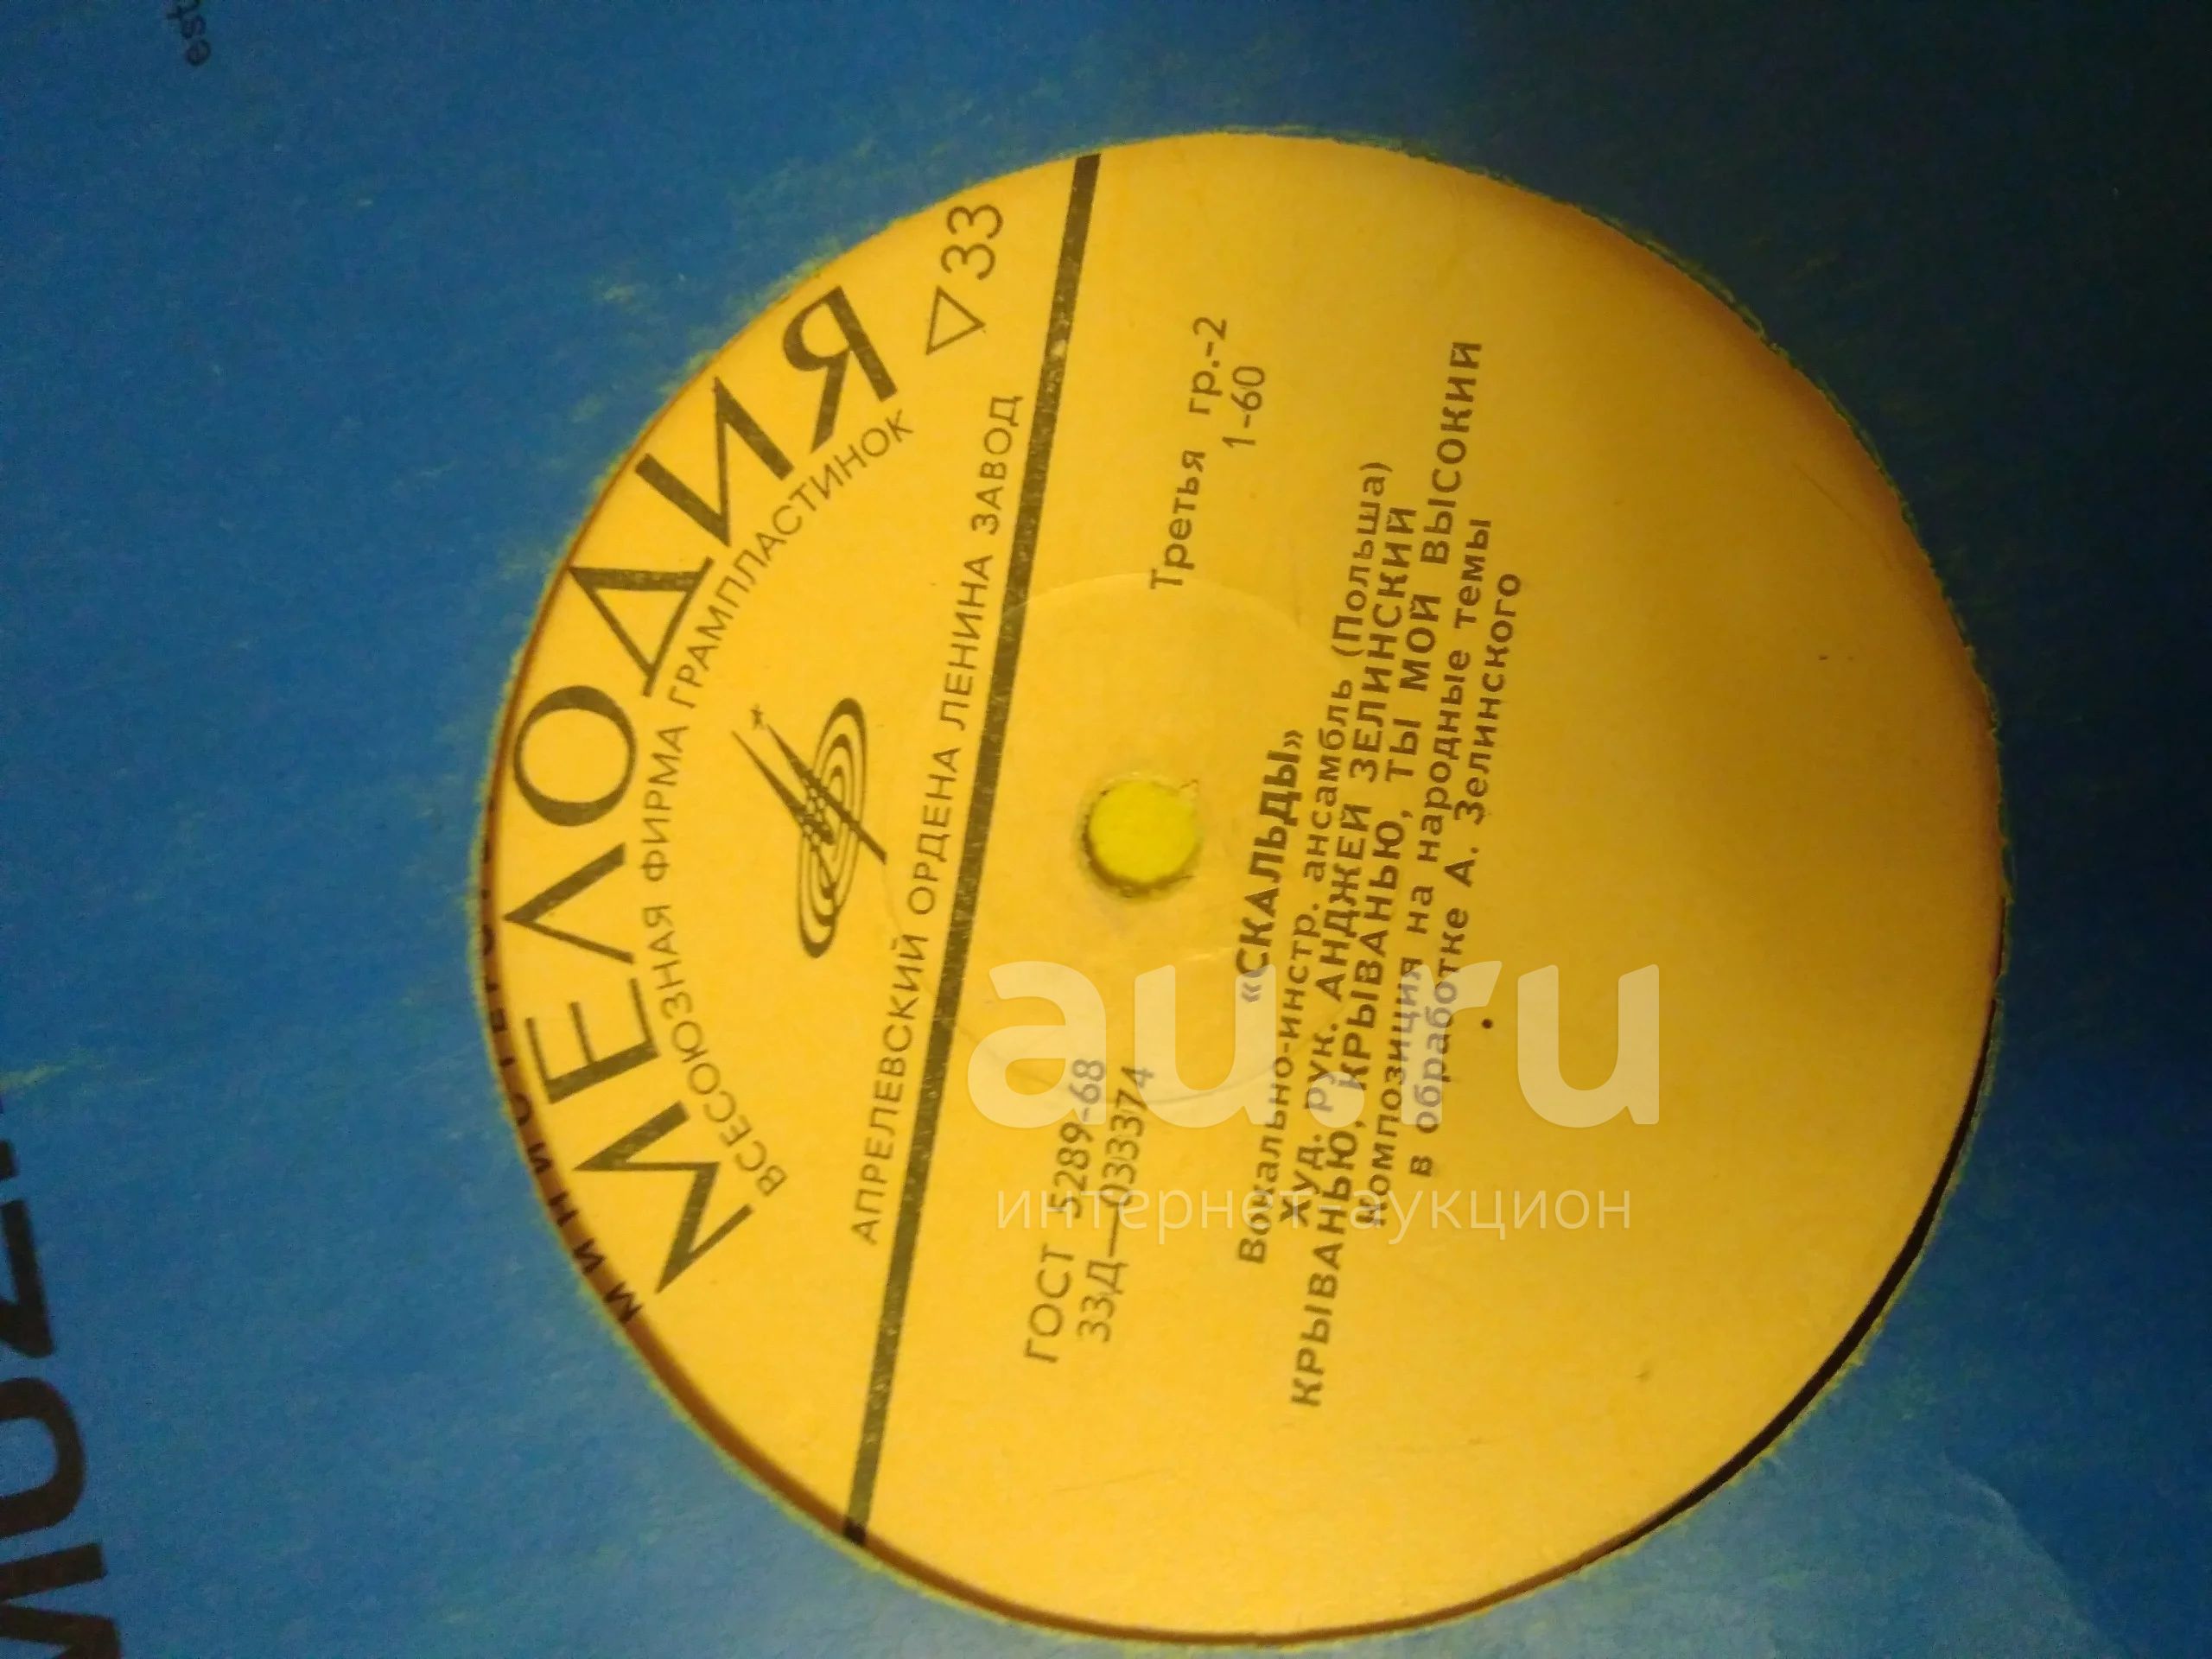 МЕЛОДИЯ
ВСЕСОЮЗНАЯ ФИРМА ГРАМПЛАСТИНОК
▽ 33
АПРЕЛЕВСКИЙ ОРДЕНА ЛЕНИНА ЗАВОД
ГОСТ 5289-68
33Д—033374
Третья гр.-2
1-60
«СКАЛЬДЫ»
Вокально-инстр. ансамбль (Польша)
Худ. рук. АНДЖЕЙ ЗЕЛИНСКИЙ
КРЫВАНЬЮ, КРЫВАНЬЮ, ТЫ МОЙ ВЫСОКИЙ
Композиция на народные темы
в обработке А. Зелинского
au.ru
интернет аукцион
est